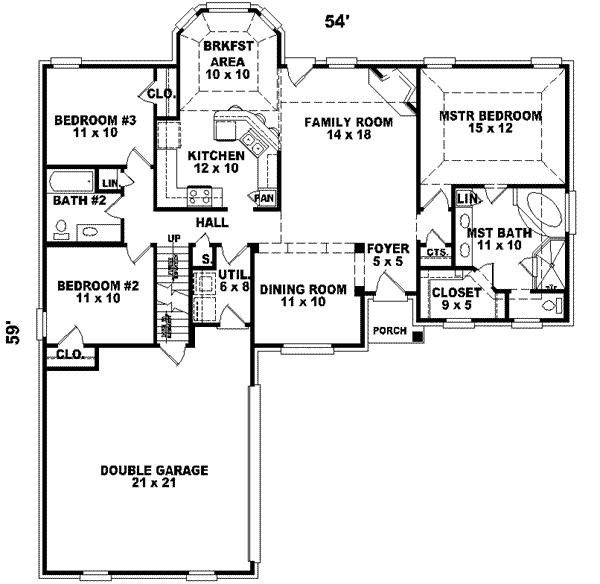 54'
BRKFST
AREA
10 x 10
CLO.
BEDROOM #3
11 x 10
FAMILY ROOM
14 x 18
MSTR BEDROOM
15 x 12
KITCHEN
12 x 10
LIN.
BATH #2
PAN
LIN
HALL
MST BATH
11 x 10
UP
S.
UTIL.
6 x 8
FOYER
5 x 5
CTS.
BEDROOM #2
11 x 10
DINING ROOM
11 x 10
CLOSET
9 x 5
59'
PORCH
CLO.
DOUBLE GARAGE
21 x 21